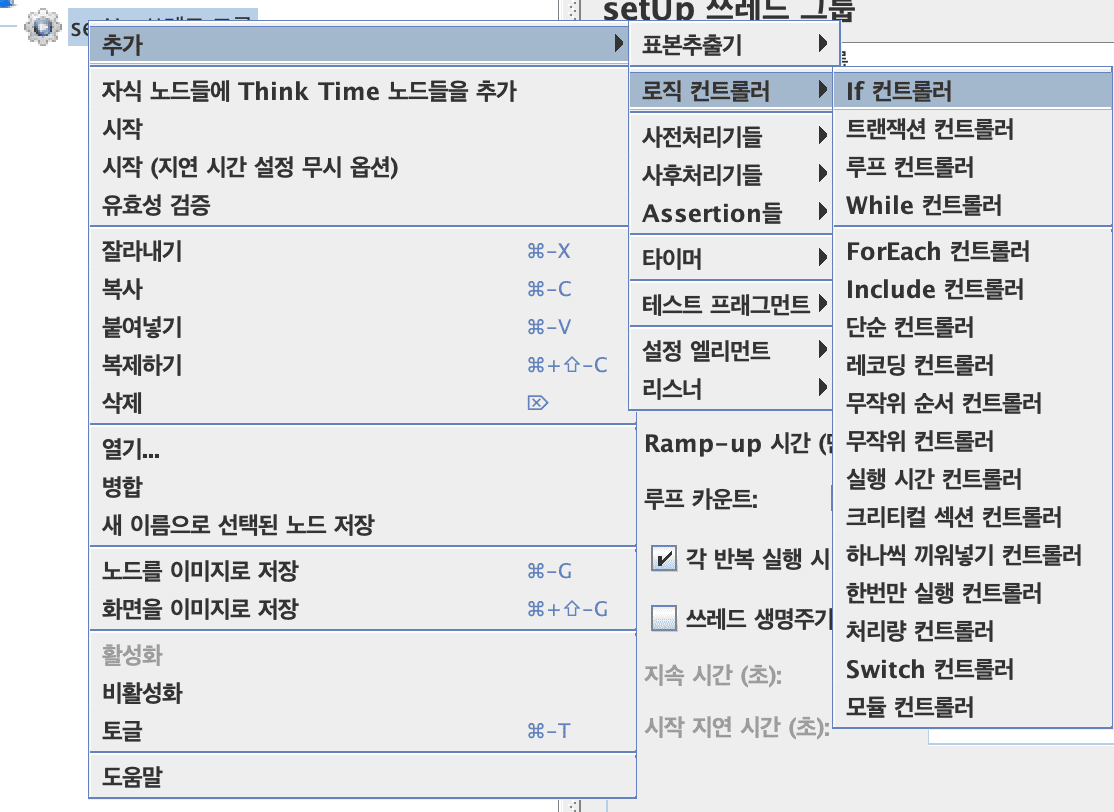 setUp 쓰레드 그룹
추가
자식 노드들에 Think Time 노드들을 추가
시작
시작 (지연 시간 설정 무시 옵션)
유효성 검증
잘라내기 ⌘-X
복사 ⌘-C
붙여넣기 ⌘-V
복제하기 ⌘+⇧-C
삭제 ⌦
열기...
병합
새 이름으로 선택된 노드 저장
노드를 이미지로 저장 ⌘-G
화면을 이미지로 저장 ⌘+⇧-G
활성화
비활성화
토글 ⌘-T
도움말
표본추출기
로직 컨트롤러
사전처리기들
사후처리기들
Assertion들
타이머
테스트 프래그먼트
설정 엘리먼트
리스너
If 컨트롤러
트랜잭션 컨트롤러
루프 컨트롤러
While 컨트롤러
ForEach 컨트롤러
Include 컨트롤러
단순 컨트롤러
레코딩 컨트롤러
무작위 순서 컨트롤러
무작위 컨트롤러
실행 시간 컨트롤러
크리티컬 섹션 컨트롤러
하나씩 끼워넣기 컨트롤러
한번만 실행 컨트롤러
처리량 컨트롤러
Switch 컨트롤러
모듈 컨트롤러
Ramp-up 시간
루프 카운트:
각 반복 실행 시
쓰레드 생명주기
지속 시간 (초):
시작 지연 시간 (초):